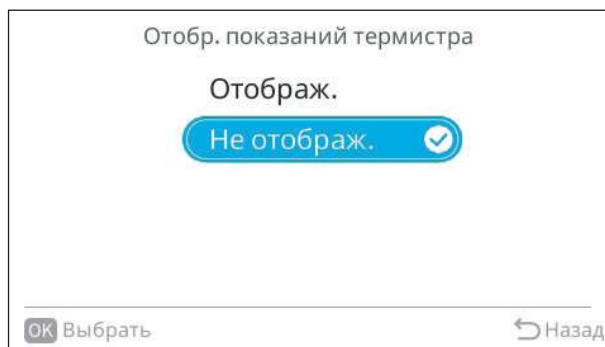 Отобр. показаний термистра
Отображ.
Не отображ.
OK Выбрать
Назад